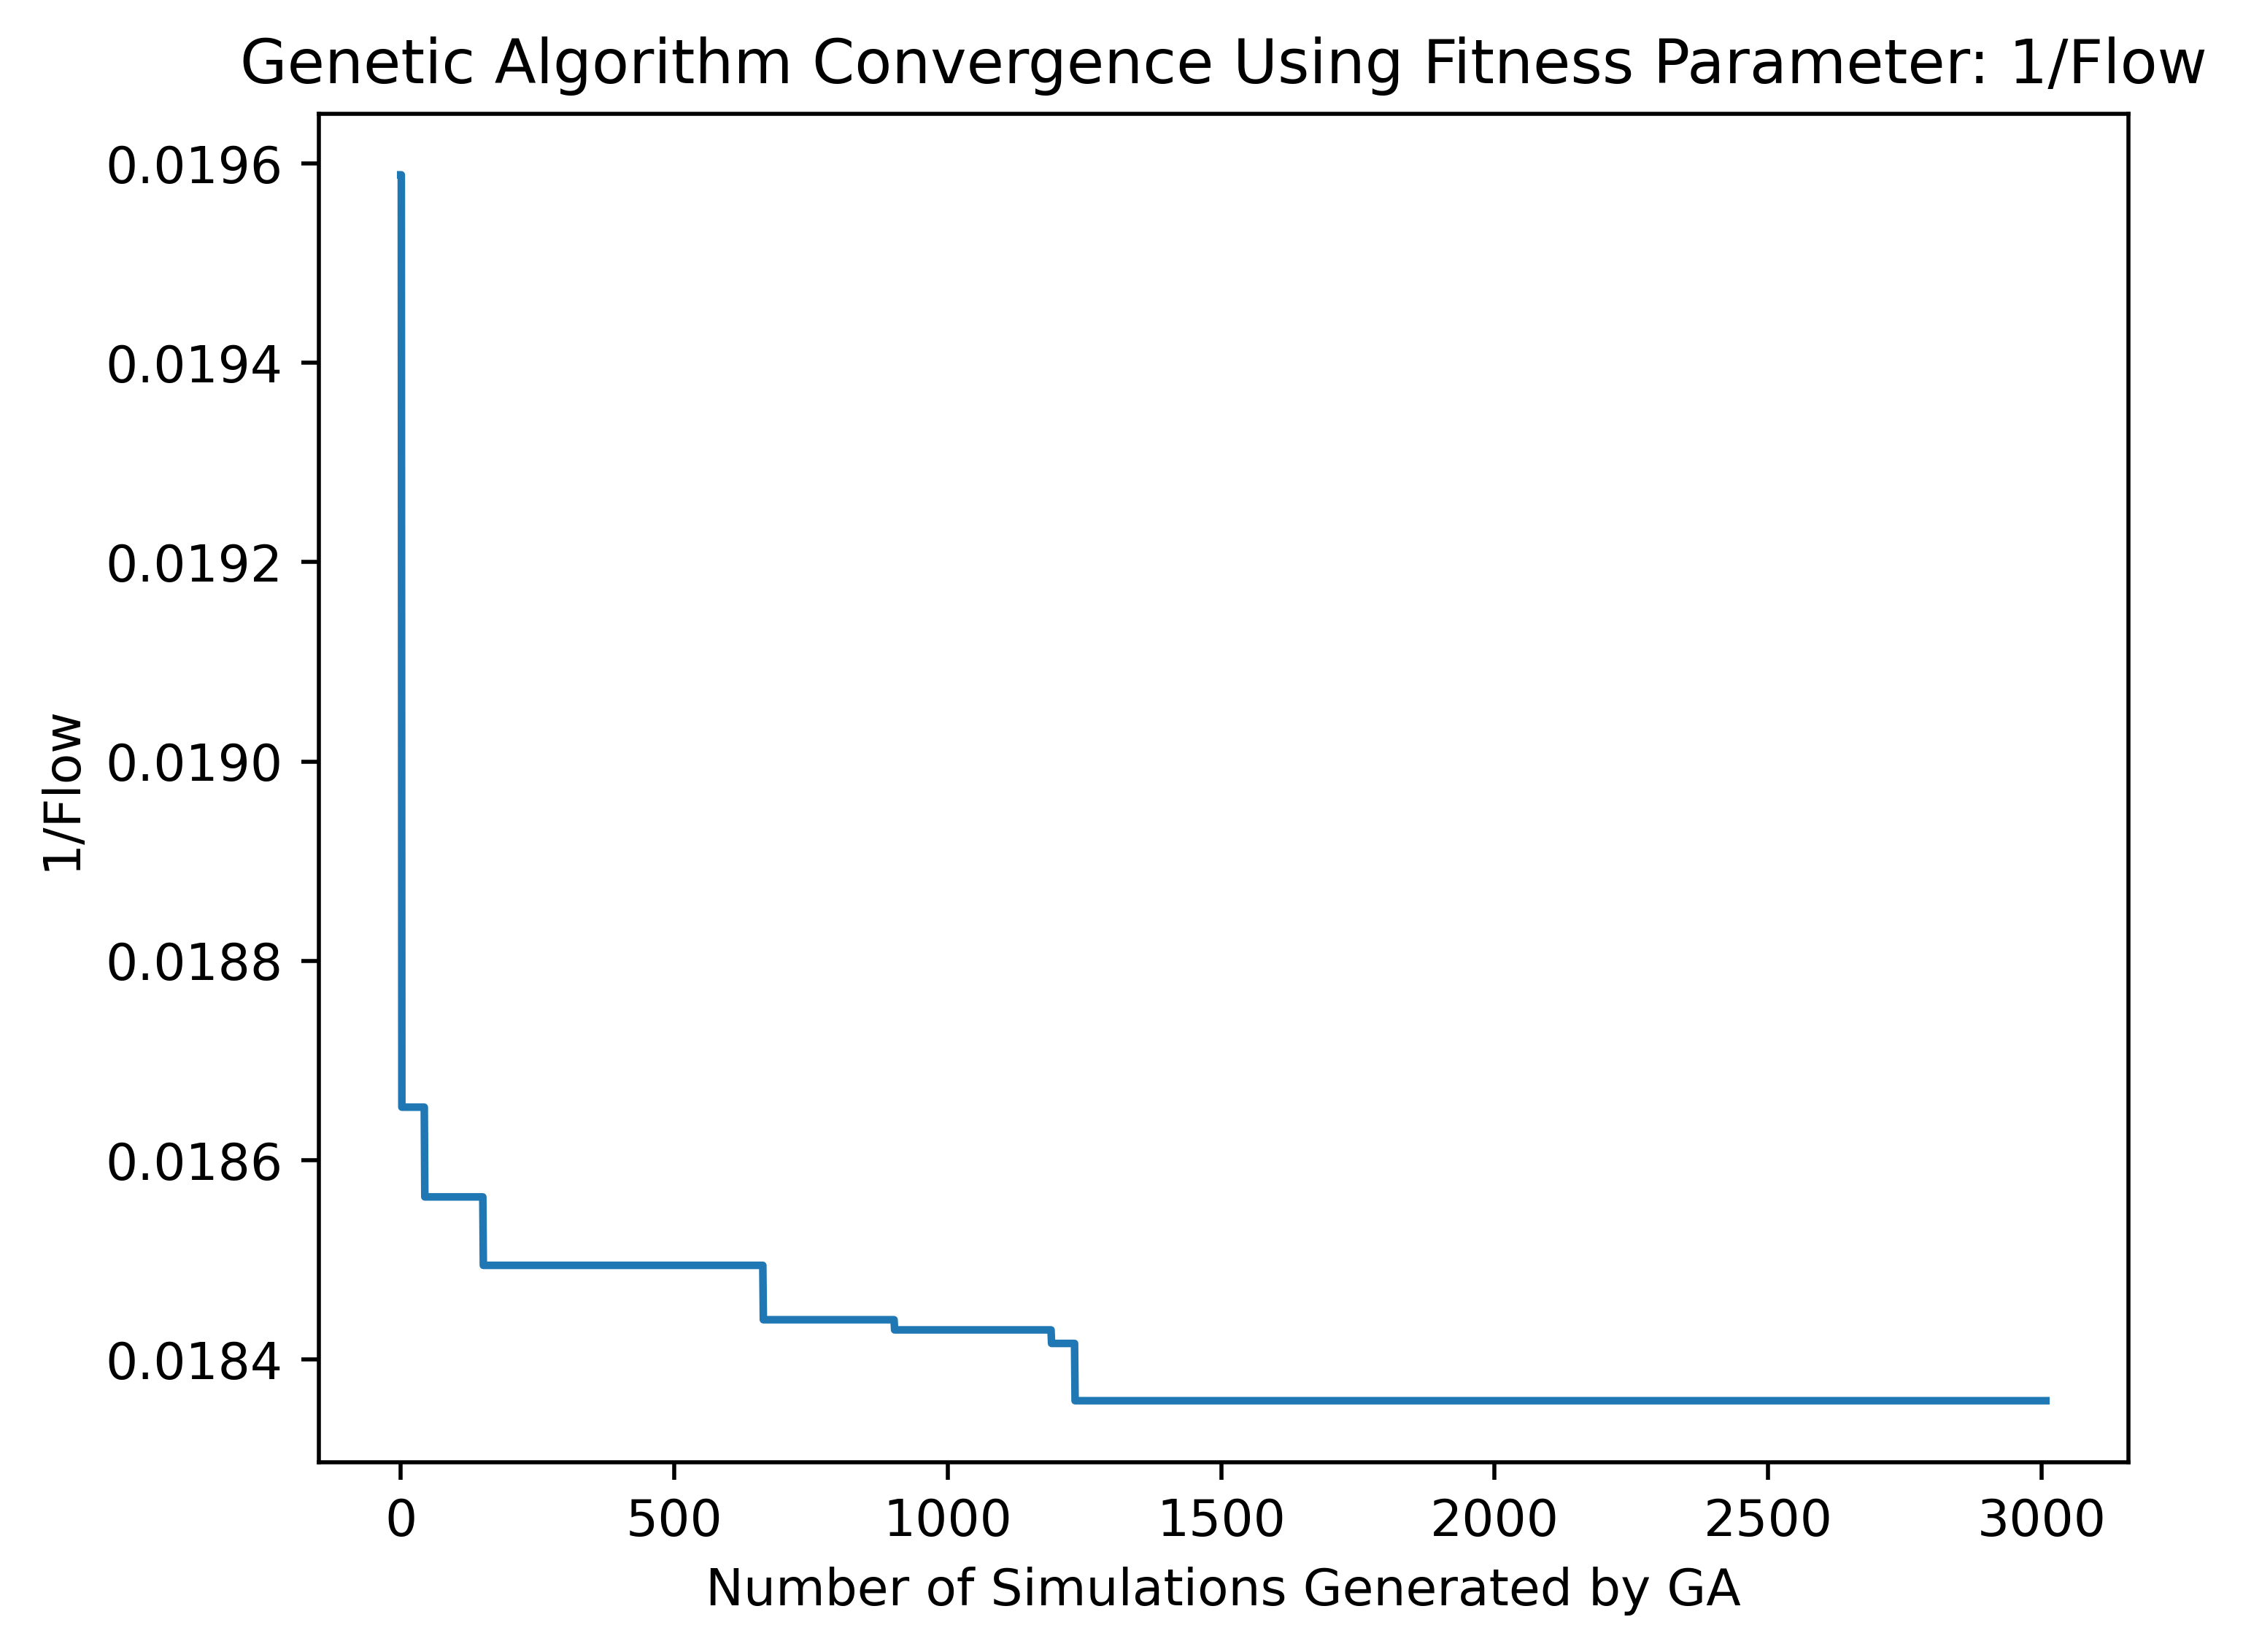 Genetic Algorithm Convergence Using Fitness Parameter: 1/Flow
0.0196
0.0194
0.0192
0.0190
0.0188
0.0186
0.0184
1/Flow
0 500 1000 1500 2000 2500 3000
Number of Simulations Generated by GA